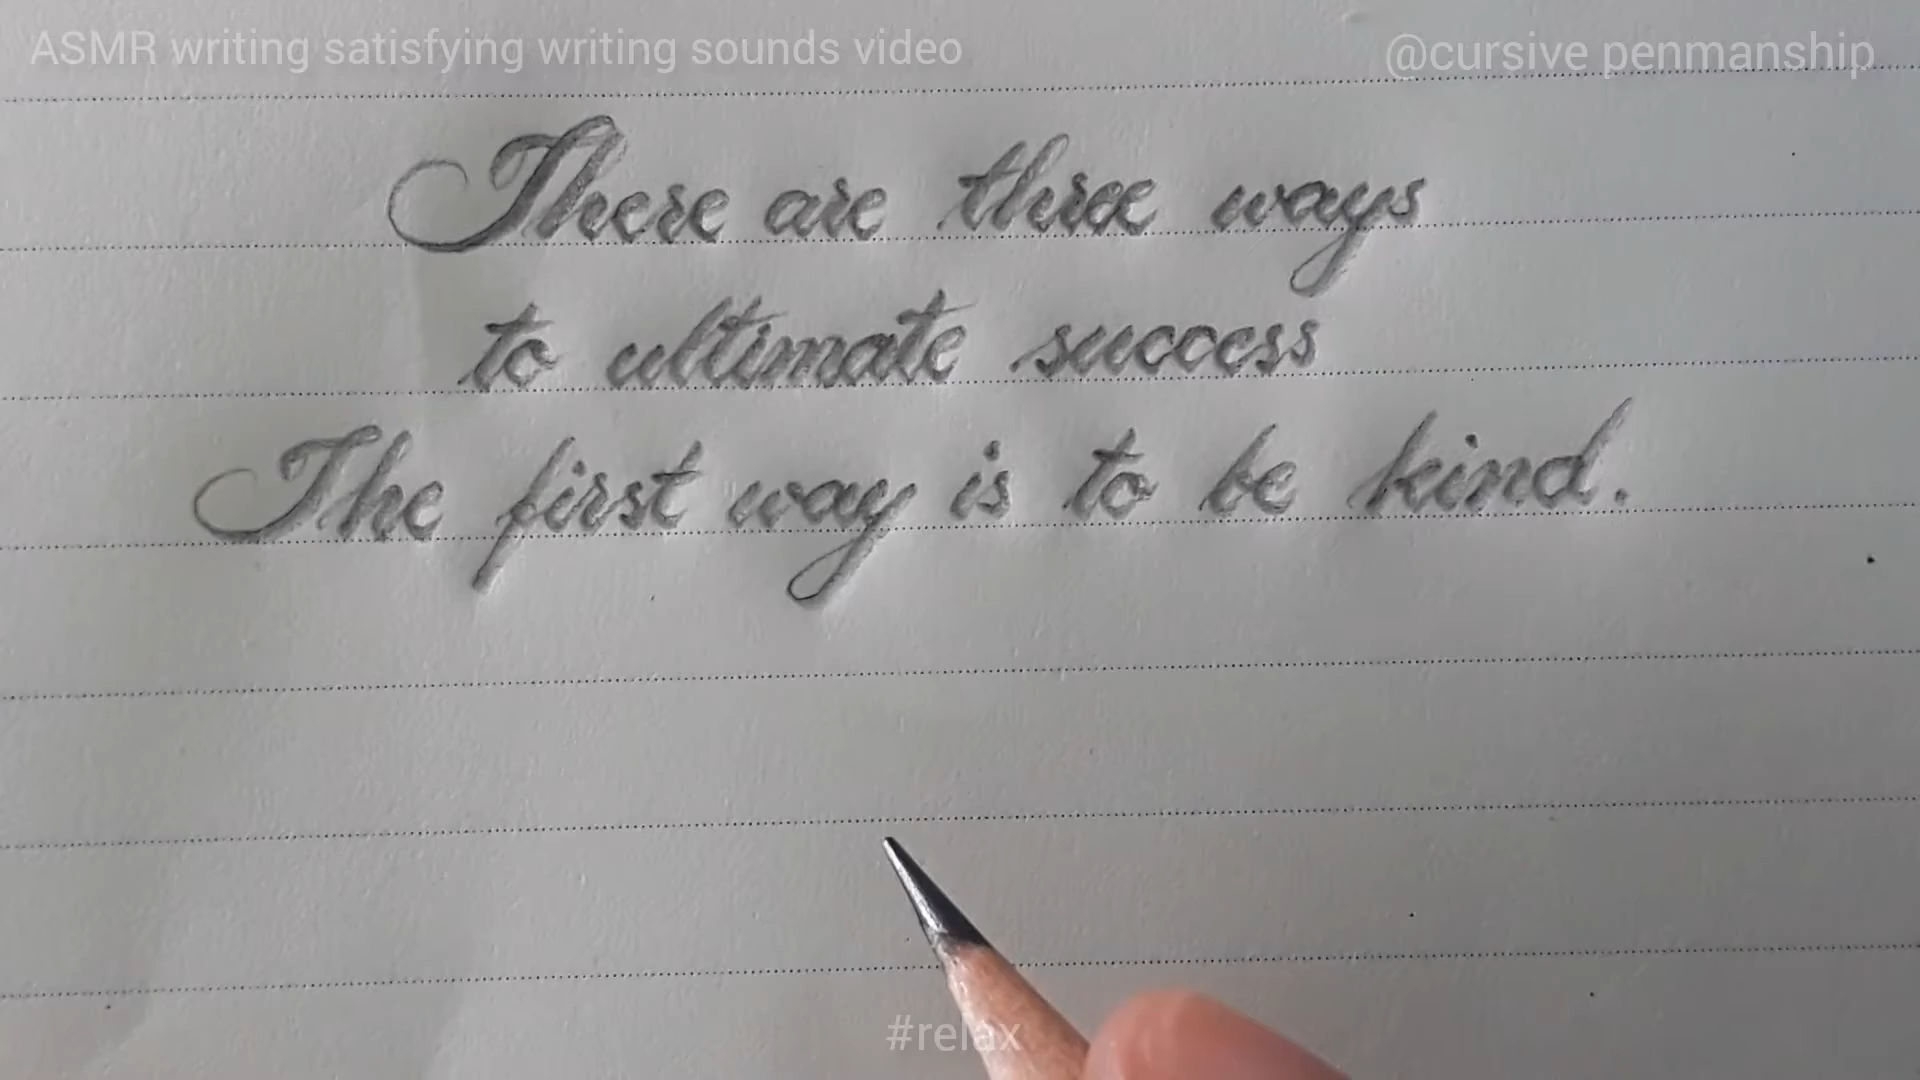 ASMR writing satisfying writing sounds video
@cursive penmanship
There are three ways
to ultimate success
The first way is to be kind.
#relax